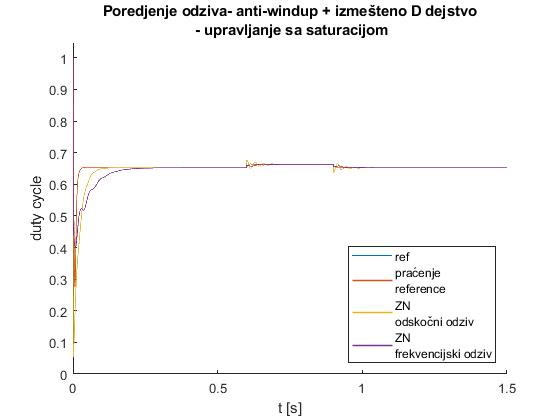 Poredjenje odziva- anti-windup + izmešteno D dejstvo
- upravljanje sa saturacijom
1
0.9
0.8
0.7
0.6
0.5
0.4
0.3
0.2
0.1
0
duty cycle
ref
praćenje
reference
ZN
odskočni odziv
ZN
frekvencijski odziv
0
0.5
1
1.5
t [s]